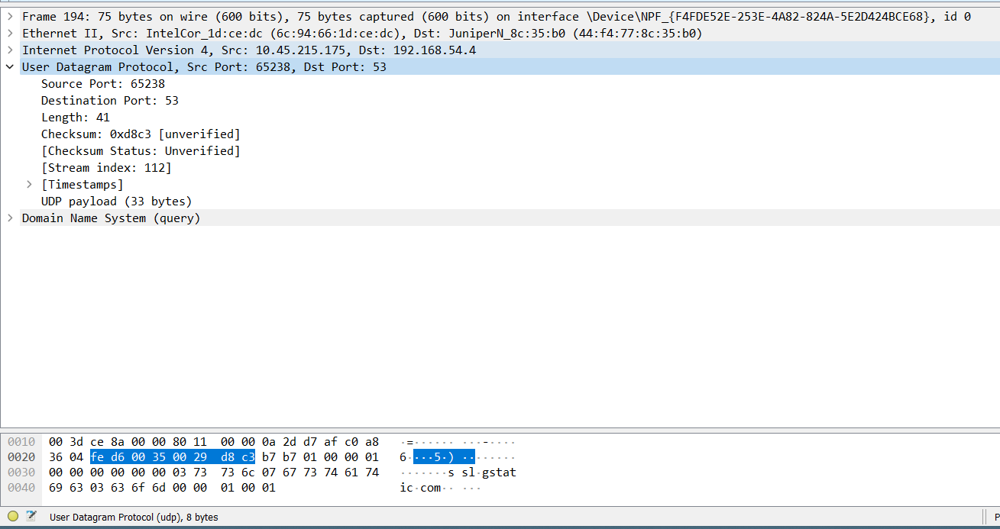 Frame 194: 75 bytes on wire (600 bits), 75 bytes captured (600 bits) on interface \Device\NPF_{F4FDE52E-253E-4A82-824A-5E2D424BCE68}, id 0
Ethernet II, Src: IntelCor_1d:ce:dc (6c:94:66:1d:ce:dc), Dst: JuniperN_8c:35:b0 (44:f4:77:8c:35:b0)
Internet Protocol Version 4, Src: 10.45.215.175, Dst: 192.168.54.4
User Datagram Protocol, Src Port: 65238, Dst Port: 53
Source Port: 65238
Destination Port: 53
Length: 41
Checksum: 0xd8c3 [unverified]
[Checksum Status: Unverified]
[Stream index: 112]
[Timestamps]
UDP payload (33 bytes)
Domain Name System (query)
0010 00 3d ce 8a 00 00 80 11 00 00 0a 2d d7 af c0 a8 ·=······ ···-····
0020 36 04 fe d6 00 35 00 29 d8 c3 b7 b7 01 00 00 01 6····5·) ········
0030 00 00 00 00 00 00 03 73 73 6c 07 67 73 74 61 74 ·······s sl·gstat
0040 69 63 03 63 6f 6d 00 00 01 00 01 ic·com·· ···
User Datagram Protocol (udp), 8 bytes
P